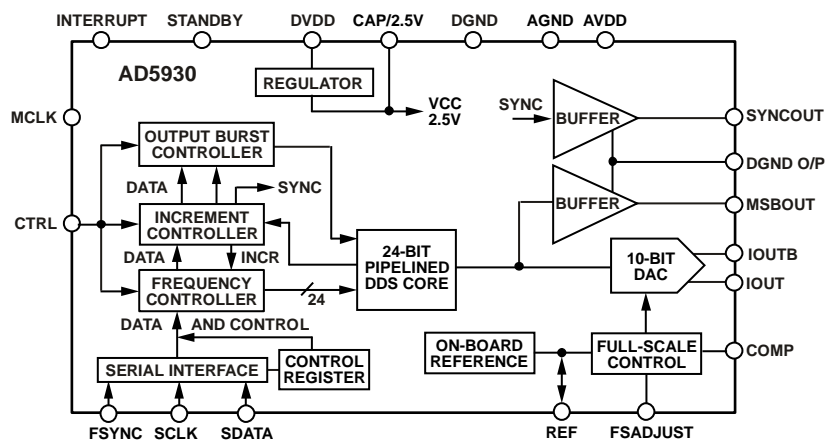 INTERRUPT STANDBY DVDD CAP/2.5V DGND AGND AVDD
AD5930
REGULATOR
VCC
2.5V
SYNC
BUFFER
SYNCOUT
MCLK
OUTPUT BURST
CONTROLLER
DGND O/P
DATA
SYNC
BUFFER
MSBOUT
CTRL
INCREMENT
CONTROLLER
24-BIT
PIPELINED
DDS CORE
10-BIT
DAC
IOUTB
IOUT
DATA
INCR
FREQUENCY
CONTROLLER
24
DATA
AND CONTROL
ON-BOARD
REFERENCE
FULL-SCALE
CONTROL
COMP
SERIAL INTERFACE
CONTROL
REGISTER
FSYNC SCLK SDATA REF FSADJUST